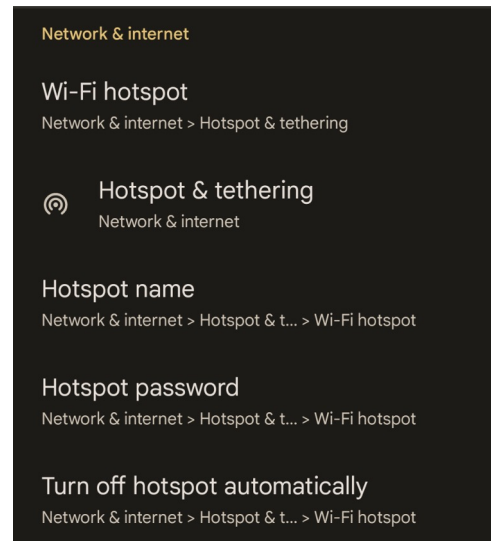 Network & internet
Wi-Fi hotspot
Network & internet > Hotspot & tethering
Hotspot & tethering
Network & internet
Hotspot name
Network & internet > Hotspot & t... > Wi-Fi hotspot
Hotspot password
Network & internet > Hotspot & t... > Wi-Fi hotspot
Turn off hotspot automatically
Network & internet > Hotspot & t... > Wi-Fi hotspot